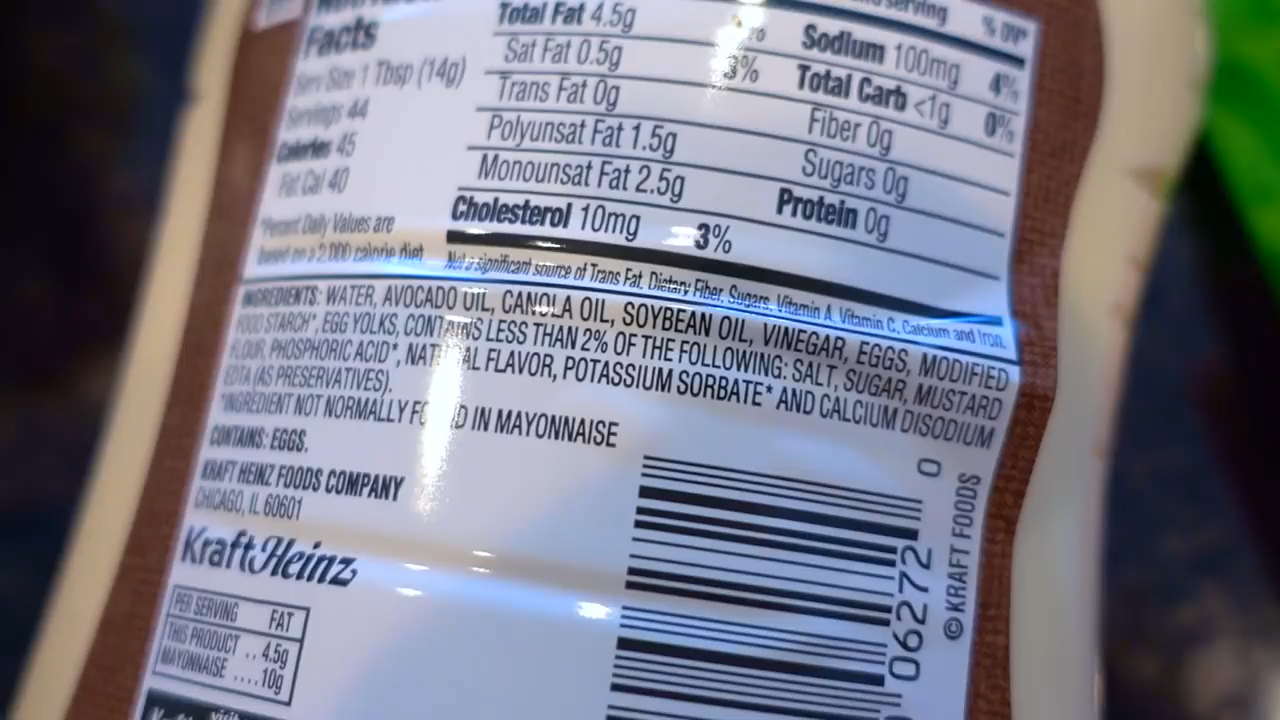 Facts
Serv Size 1 Tbsp (14g)
Servings 44
Calories 45
Fat Cal 40
*Percent Daily Values are
based on a 2,000 calorie diet
serving % DV*
Total Fat 4.5g
Sat Fat 0.5g 3%
Trans Fat 0g
Polyunsat Fat 1.5g
Monounsat Fat 2.5g
Cholesterol 10mg 3%
Sodium 100mg 4%
Total Carb <1g 0%
Fiber 0g
Sugars 0g
Protein 0g
Not a significant source of Trans Fat, Dietary Fiber, Sugars, Vitamin A, Vitamin C, Calcium and Iron.
INGREDIENTS: WATER, AVOCADO OIL, CANOLA OIL, SOYBEAN OIL, VINEGAR, EGGS, MODIFIED
FOOD STARCH*, EGG YOLKS, CONTAINS LESS THAN 2% OF THE FOLLOWING: SALT, SUGAR, MUSTARD
FLOUR, PHOSPHORIC ACID*, NATURAL FLAVOR, POTASSIUM SORBATE* AND CALCIUM DISODIUM
EDTA (AS PRESERVATIVES).
*INGREDIENT NOT NORMALLY FOUND IN MAYONNAISE
CONTAINS: EGGS.
KRAFT HEINZ FOODS COMPANY
CHICAGO, IL 60601
KraftHeinz
PER SERVING FAT
THIS PRODUCT .. 4.5g
MAYONNAISE .... 10g
visit
0
06272
© KRAFT FOODS